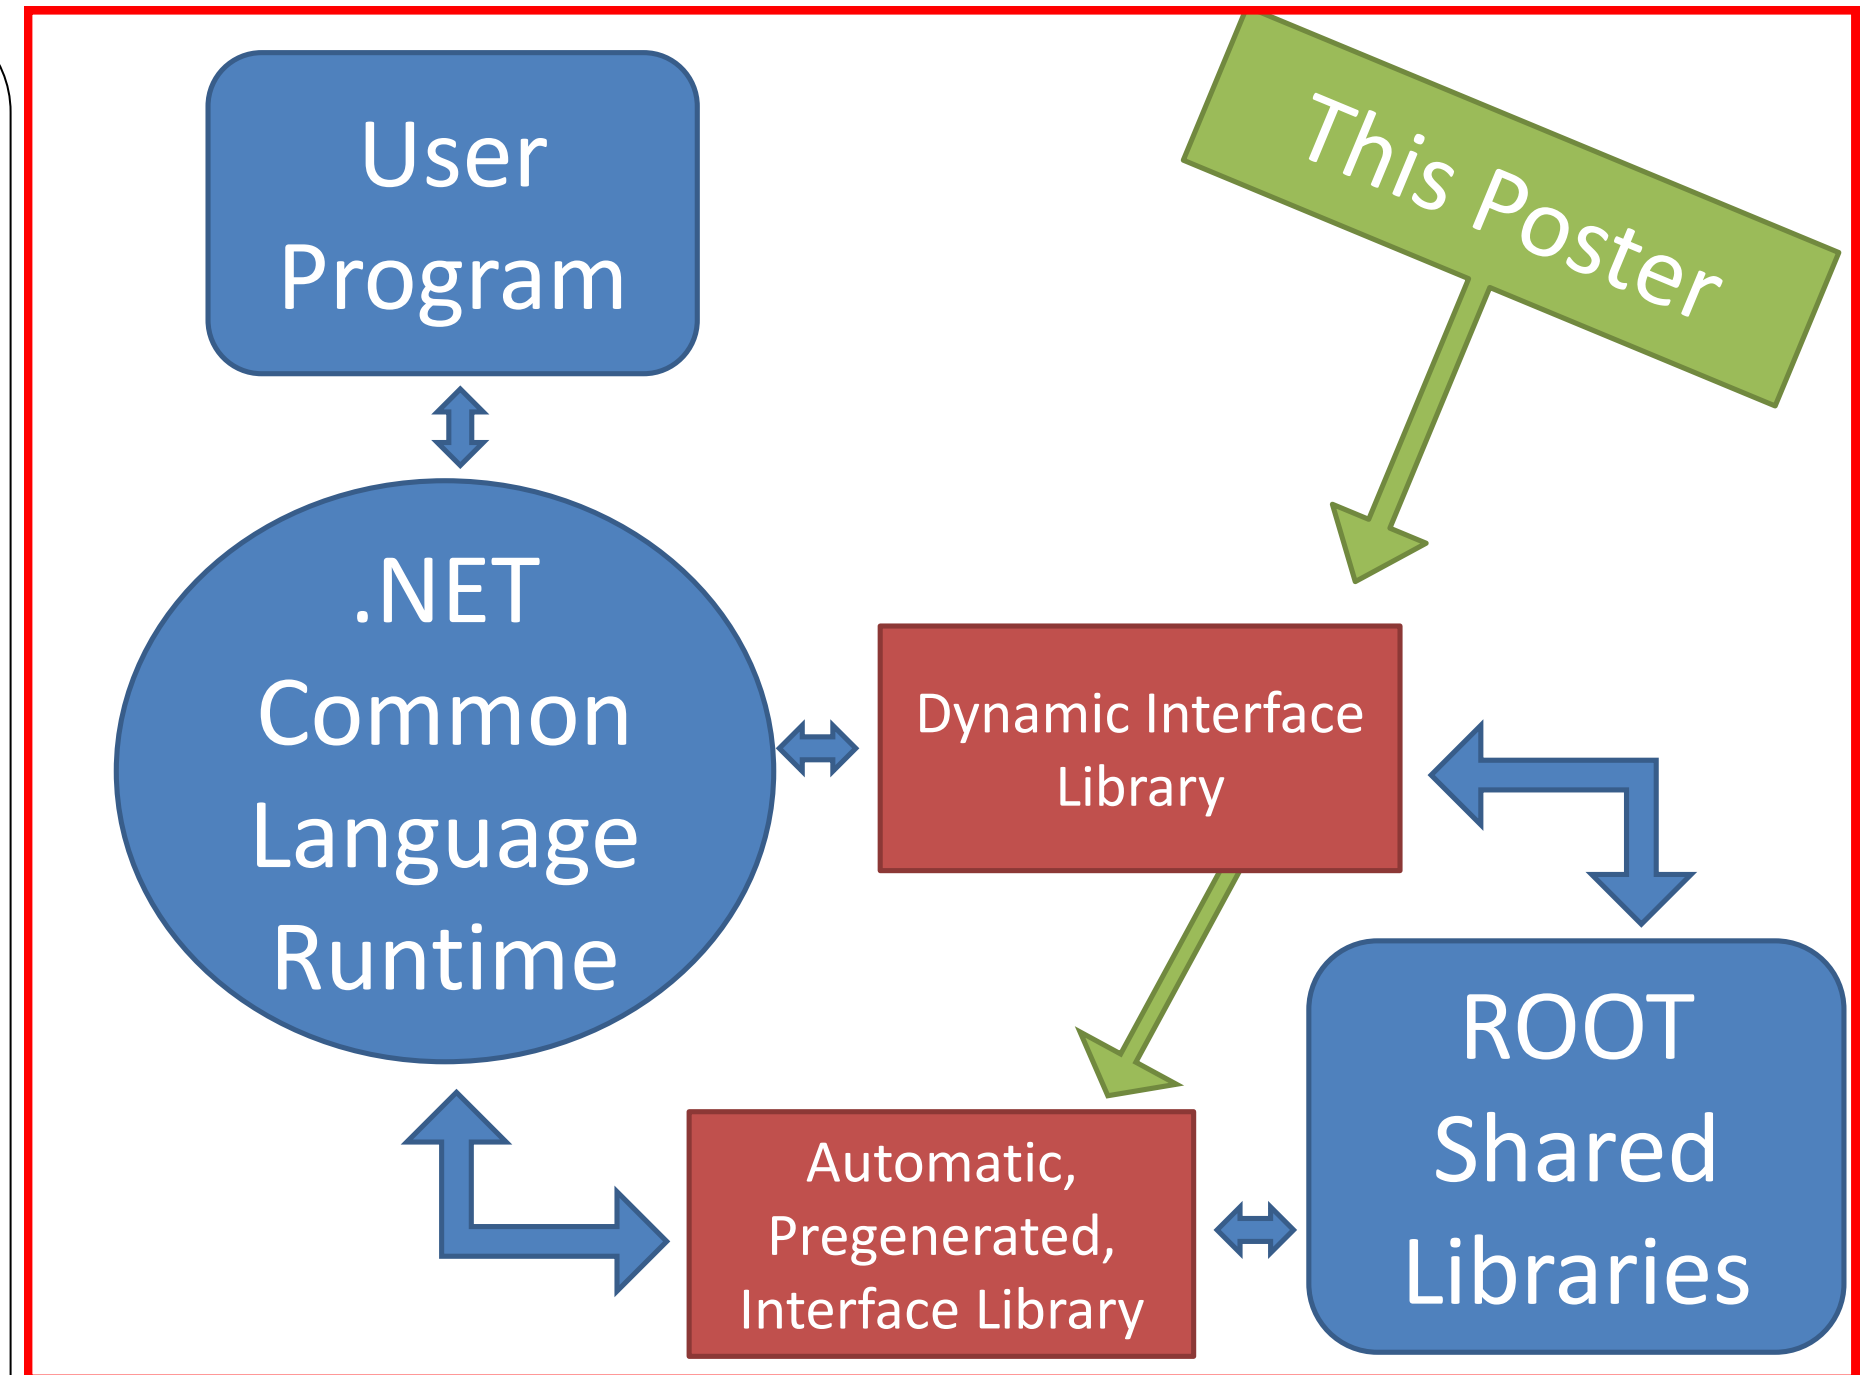 User
Program
This Poster
.NET
Common
Language
Runtime
Dynamic Interface
Library
ROOT
Shared
Libraries
Automatic,
Pregenerated,
Interface Library